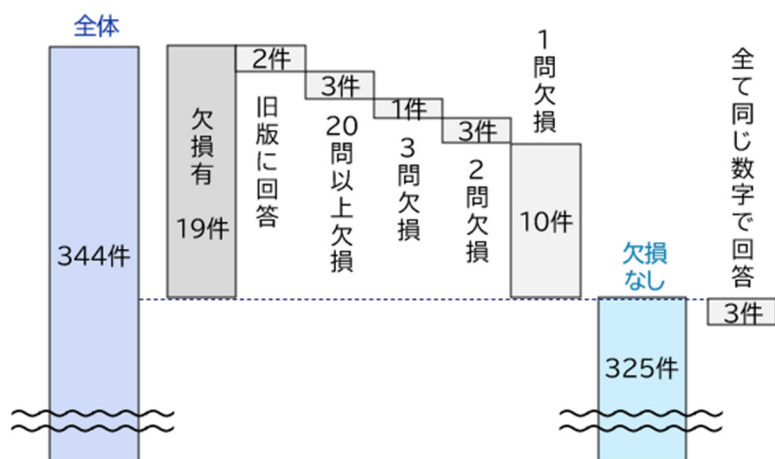 全体
344件
欠損有
19件
2件
旧版に回答
3件
20問以上欠損
1件
3問欠損
3件
2問欠損
1問欠損
10件
欠損
なし
325件
全て同じ数字で回答
3件